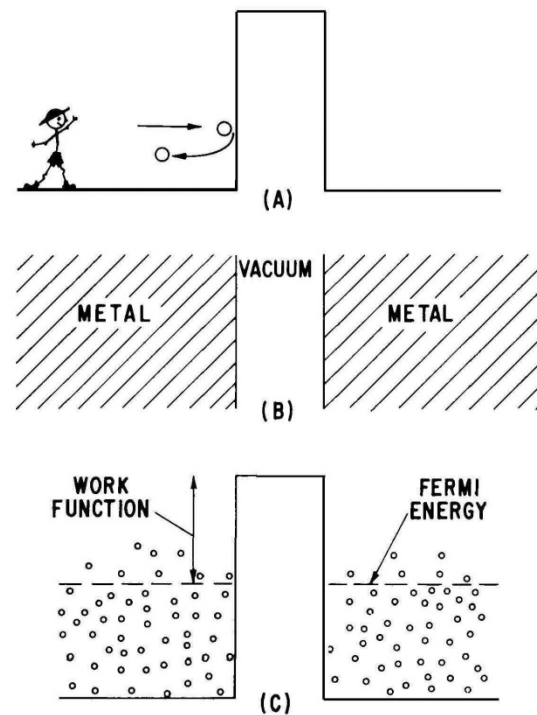 (A)
VACUUM
METAL
METAL
(B)
WORK
FUNCTION
FERMI
ENERGY
(C)